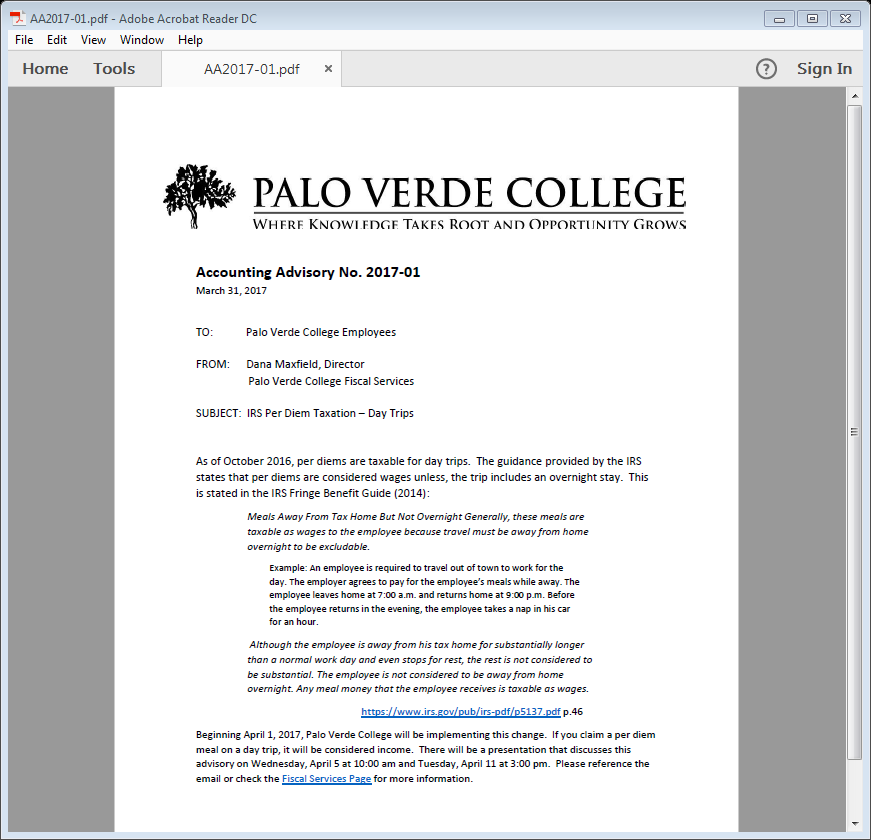 AA2017-01.pdf - Adobe Acrobat Reader DC
File Edit View Window Help
Home Tools AA2017-01.pdf × ? Sign In
PALO VERDE COLLEGE
WHERE KNOWLEDGE TAKES ROOT AND OPPORTUNITY GROWS
Accounting Advisory No. 2017-01
March 31, 2017
TO: Palo Verde College Employees
FROM: Dana Maxfield, Director
Palo Verde College Fiscal Services
SUBJECT: IRS Per Diem Taxation – Day Trips
As of October 2016, per diems are taxable for day trips. The guidance provided by the IRS
states that per diems are considered wages unless, the trip includes an overnight stay. This
is stated in the IRS Fringe Benefit Guide (2014):
Meals Away From Tax Home But Not Overnight Generally, these meals are
taxable as wages to the employee because travel must be away from home
overnight to be excludable.
Example: An employee is required to travel out of town to work for the
day. The employer agrees to pay for the employee's meals while away. The
employee leaves home at 7:00 a.m. and returns home at 9:00 p.m. Before
the employee returns in the evening, the employee takes a nap in his car
for an hour.
Although the employee is away from his tax home for substantially longer
than a normal work day and even stops for rest, the rest is not considered to
be substantial. The employee is not considered to be away from home
overnight. Any meal money that the employee receives is taxable as wages.
https://www.irs.gov/pub/irs-pdf/p5137.pdf p.46
Beginning April 1, 2017, Palo Verde College will be implementing this change. If you claim a per diem
meal on a day trip, it will be considered income. There will be a presentation that discusses this
advisory on Wednesday, April 5 at 10:00 am and Tuesday, April 11 at 3:00 pm. Please reference the
email or check the Fiscal Services Page for more information.